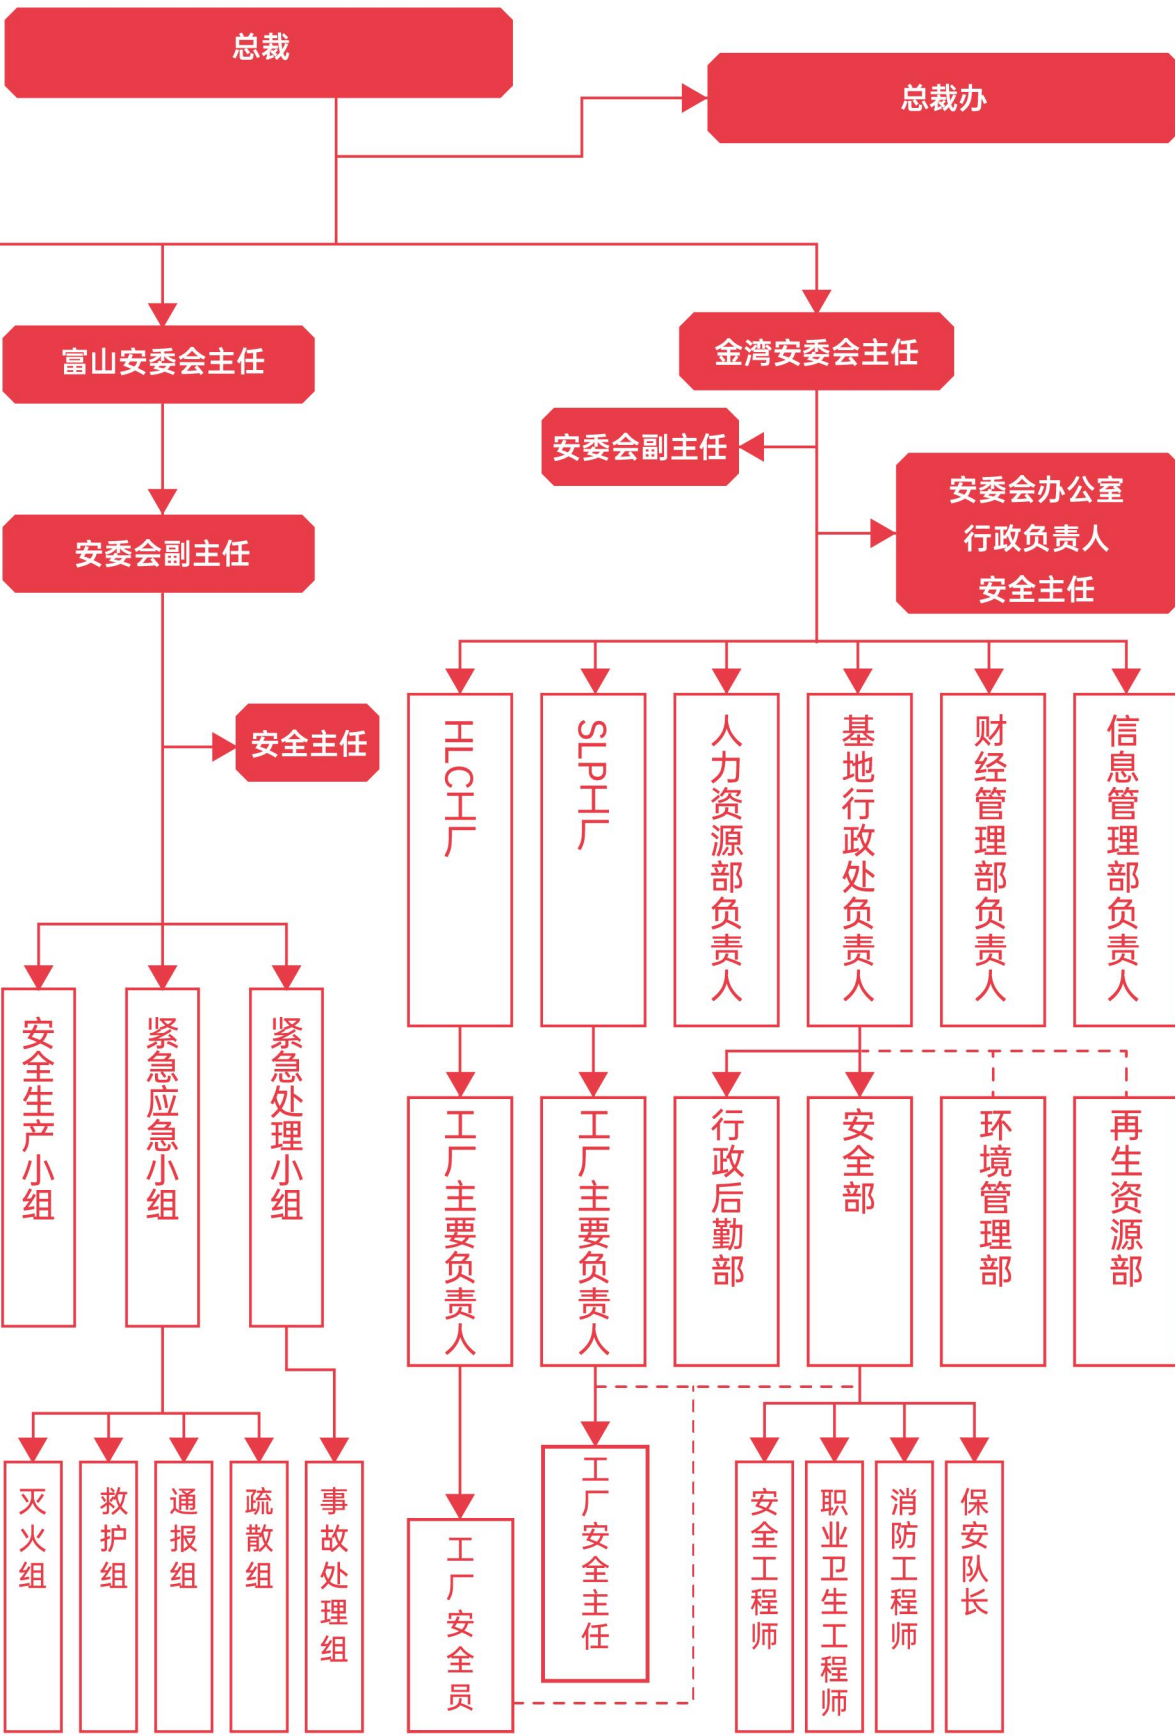 总裁
总裁办
富山安委会主任
金湾安委会主任
安委会副主任
安委会办公室
行政负责人
安全主任
安委会副主任
安全主任
HLC工厂
SLP工厂
人力资源部负责人
基地行政处负责人
财经管理部负责人
信息管理部负责人
安全生产小组
紧急应急小组
紧急处理小组
工厂主要负责人
工厂主要负责人
行政后勤部
安全部
环境管理部
再生资源部
灭火组
救护组
通报组
疏散组
事故处理组
工厂安全员
工厂安全主任
安全工程师
职业卫生工程师
消防工程师
保安队长